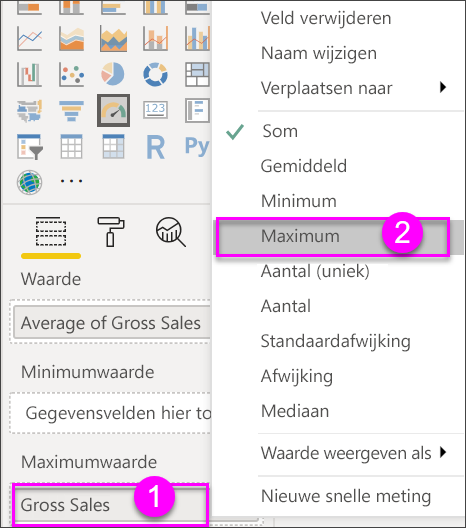 123
R
Py
Waarde
Average of Gross Sales
Minimumwaarde
Gegevensvelden hier to
Maximumwaarde
Gross Sales
1
Veld verwijderen
Naam wijzigen
Verplaatsen naar
Som
Gemiddeld
Minimum
Maximum
2
Aantal (uniek)
Aantal
Standaardafwijking
Afwijking
Mediaan
Waarde weergeven als
Nieuwe snelle meting